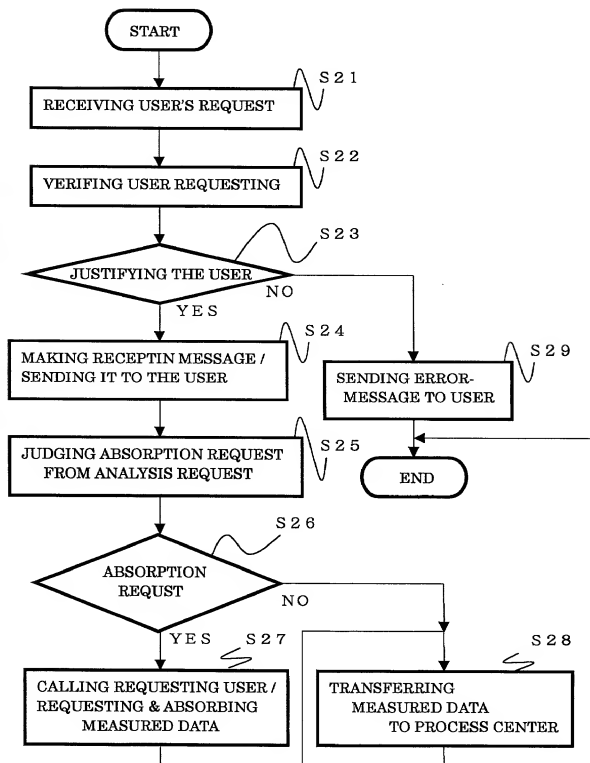 START
S21
RECEIVING USER'S REQUEST
S22
VERIFING USER REQUESTING
S23
JUSTIFYING THE USER
NO
YES
S24
MAKING RECEPTIN MESSAGE /
SENDING IT TO THE USER
S29
SENDING ERROR-
MESSAGE TO USER
S25
JUDGING ABSORPTION REQUEST
FROM ANALYSIS REQUEST
END
S26
ABSORPTION
REQUST
NO
YES
S27
CALLING REQUESTING USER /
REQUESTING & ABSORBING
MEASURED DATA
S28
TRANSFERRING
MEASURED DATA
TO PROCESS CENTER